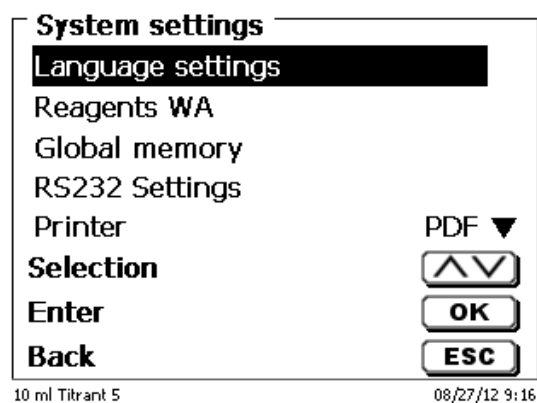 System settings
Language settings
Reagents WA
Global memory
RS232 Settings
Printer PDF ▼
Selection
Enter OK
Back ESC
10 ml Titrant 5 08/27/12 9:16